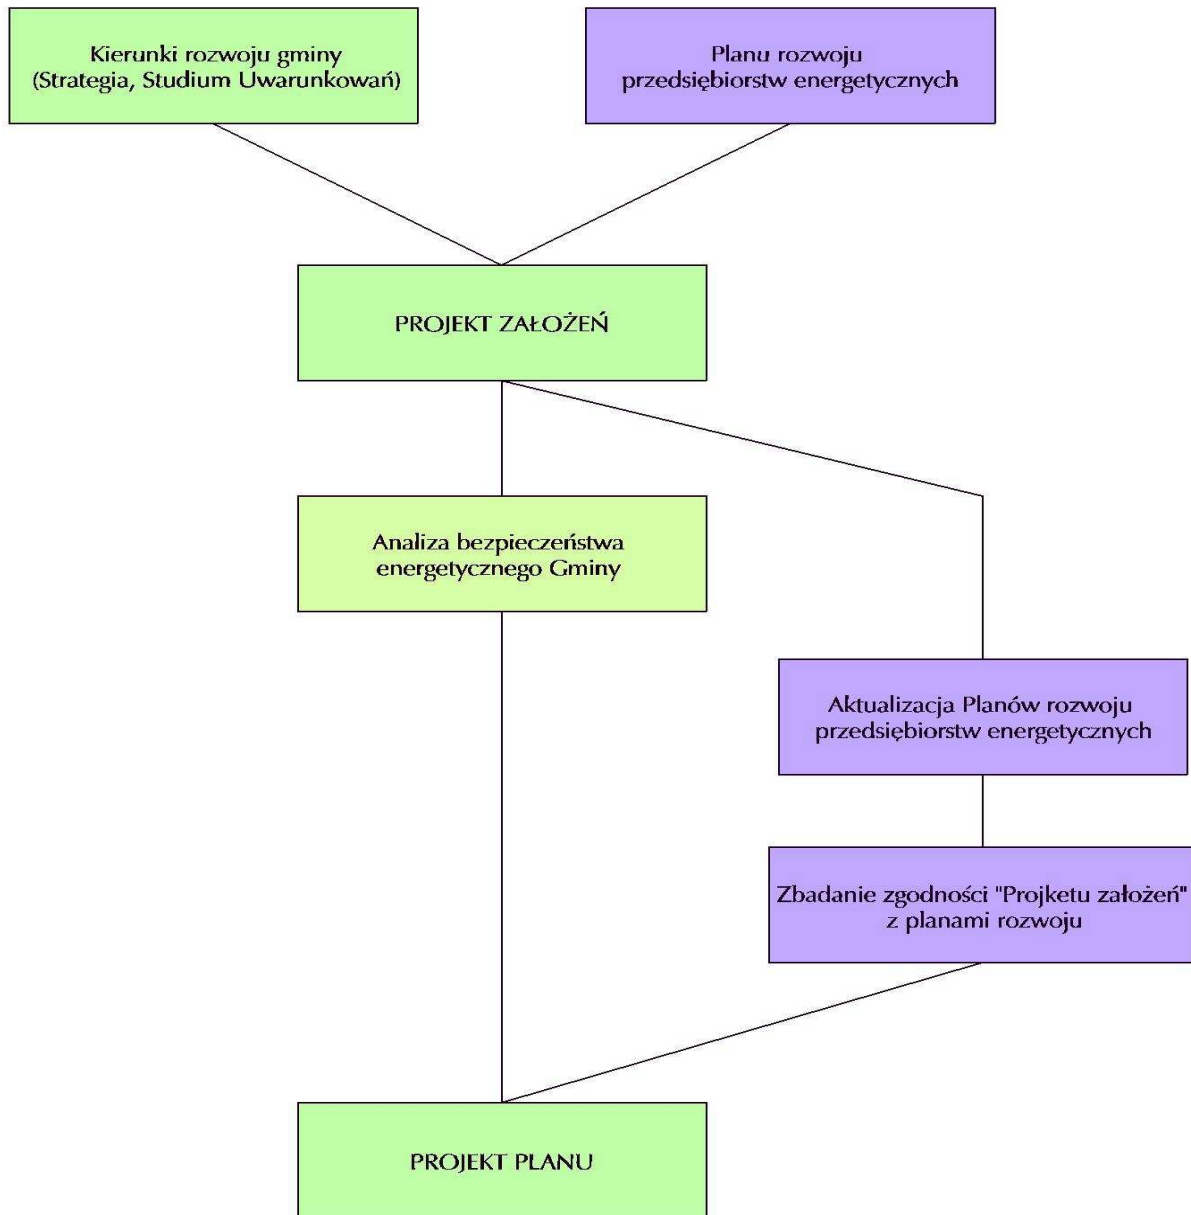 Kierunki rozwoju gminy
(Strategia, Studium Uwarunkowań)
Planu rozwoju
przedsiębiorstw energetycznych
PROJEKT ZAŁOŻEŃ
Analiza bezpieczeństwa
energetycznego Gminy
Aktualizacja Planów rozwoju
przedsiębiorstw energetycznych
Zbadanie zgodności "Projketu założeń"
z planami rozwoju
PROJEKT PLANU